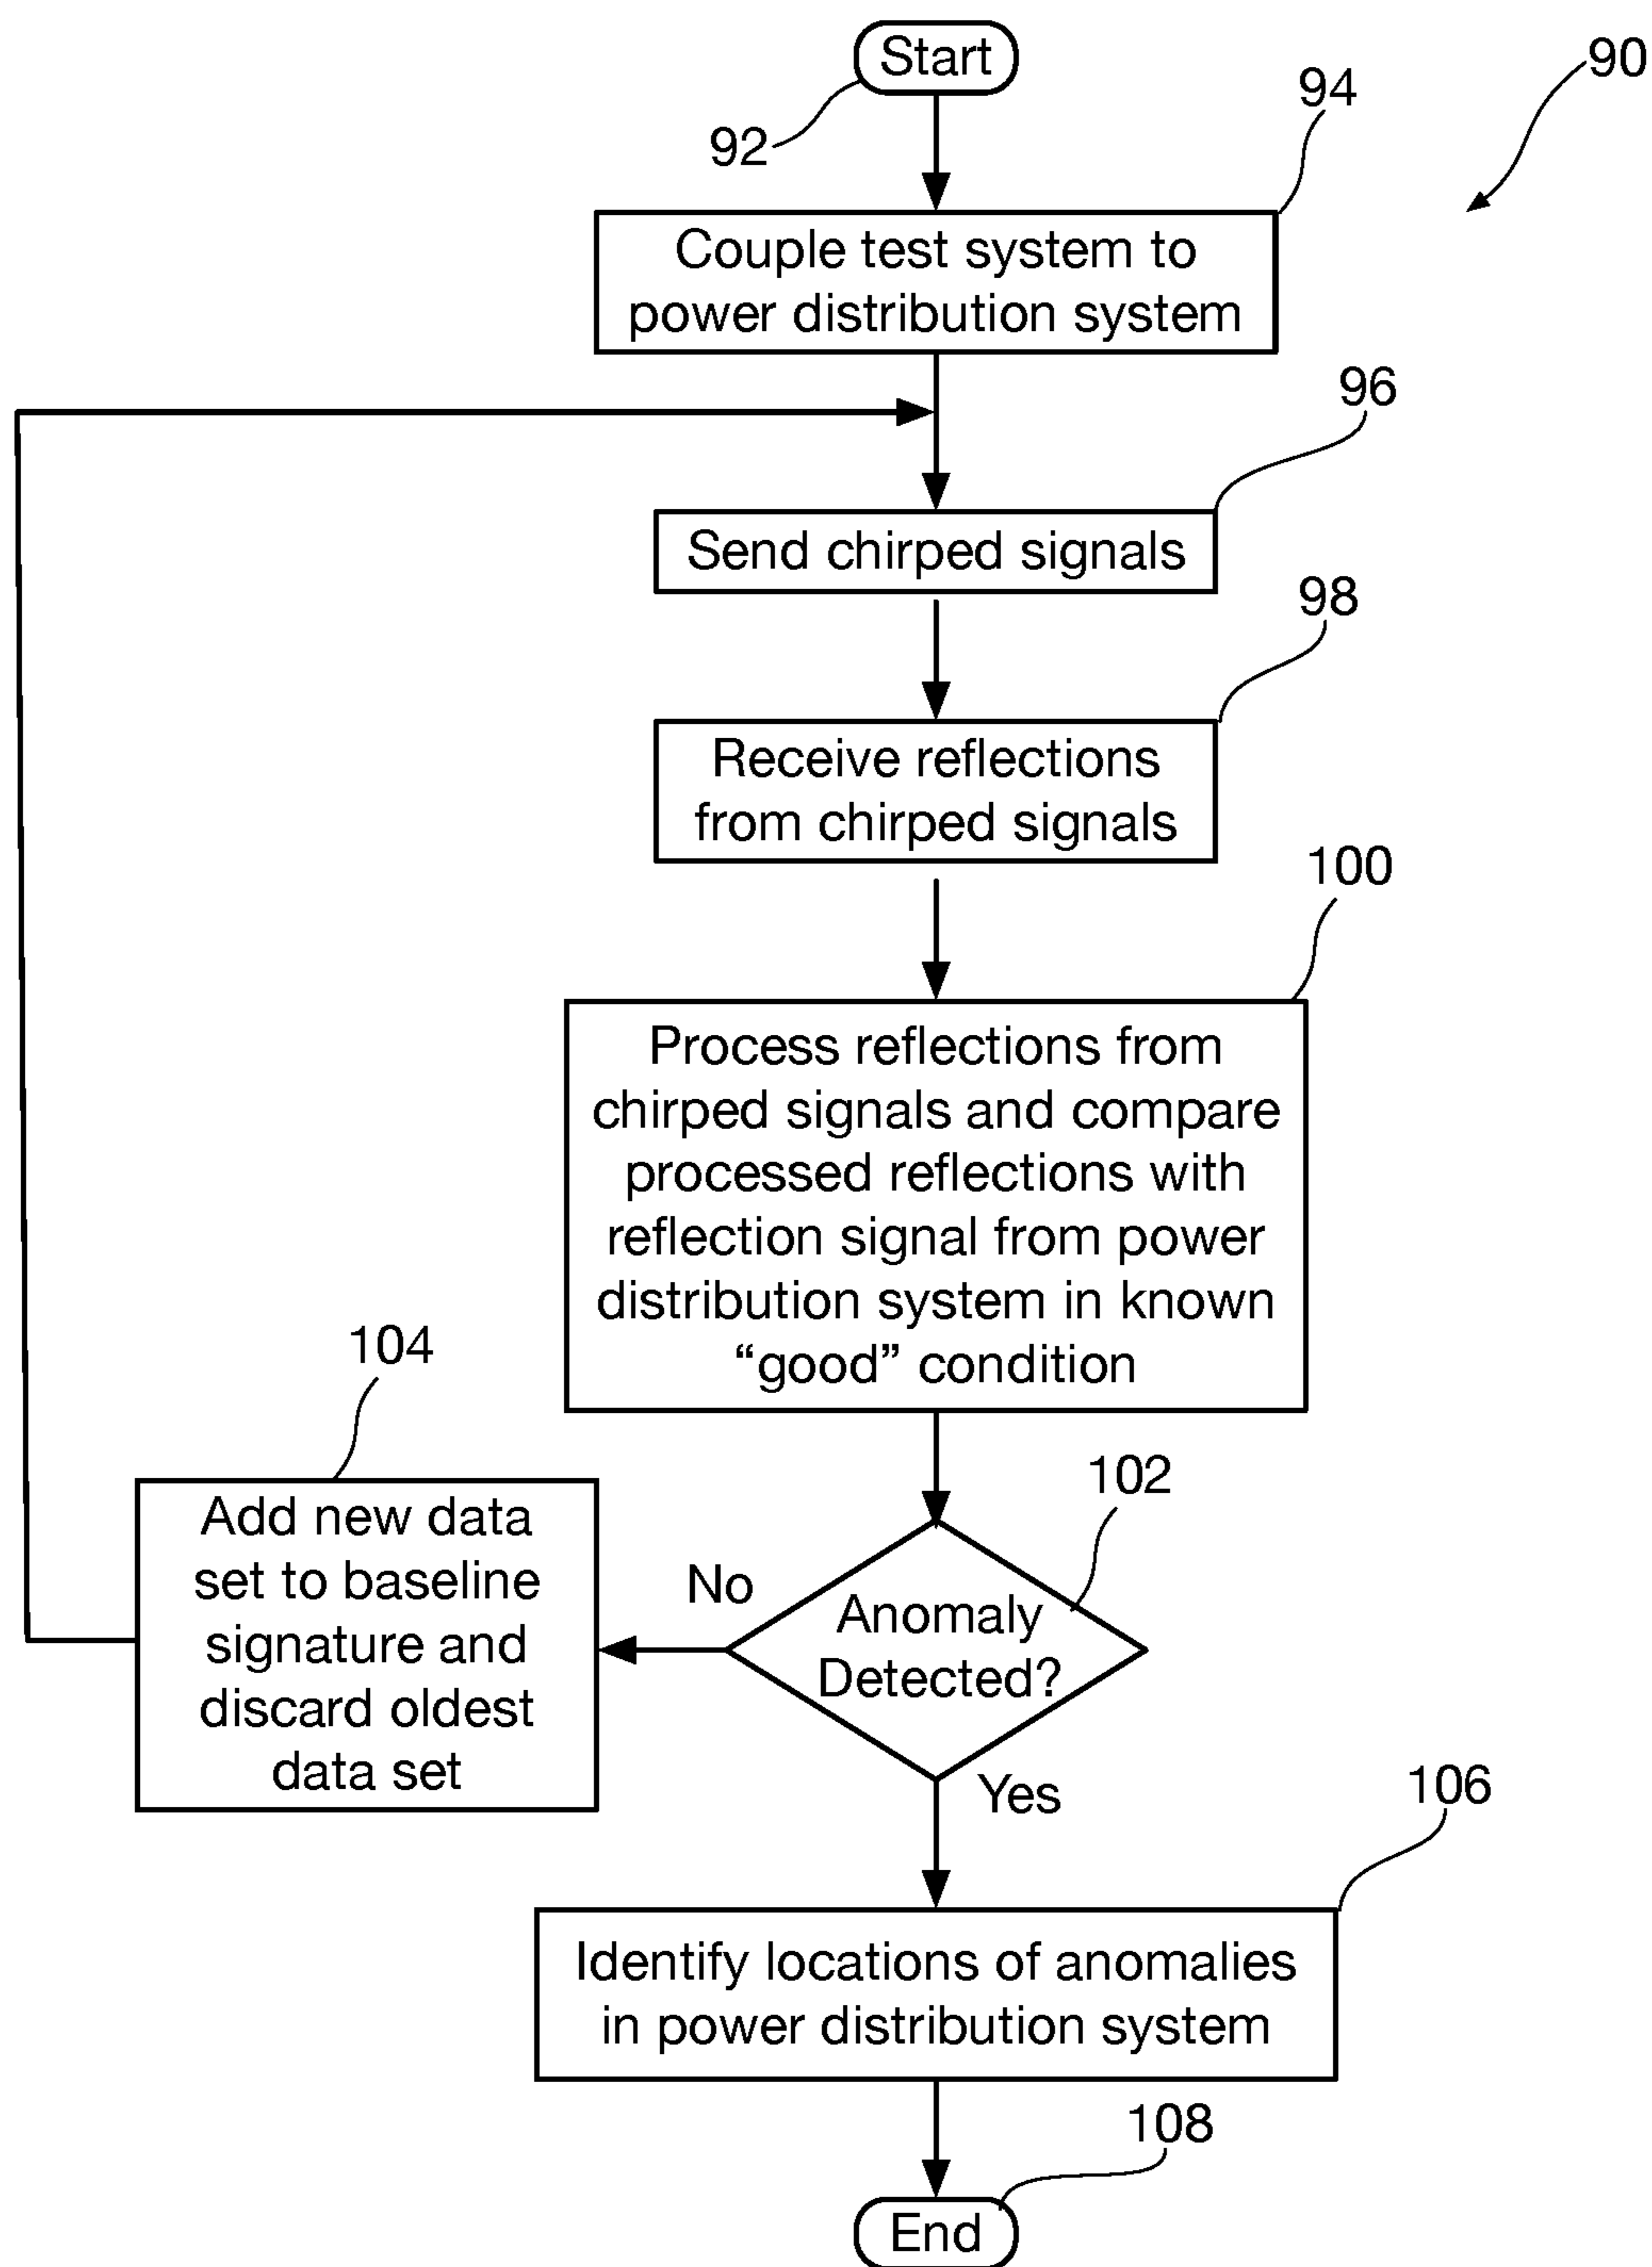 Start
90
94
92
Couple test system to
power distribution system
96
Send chirped signals
98
Receive reflections
from chirped signals
100
Process reflections from
chirped signals and compare
processed reflections with
reflection signal from power
distribution system in known
“good” condition
104
102
Add new data
set to baseline
signature and
discard oldest
data set
No
Anomaly
Detected?
Yes
106
Identify locations of anomalies
in power distribution system
108
End